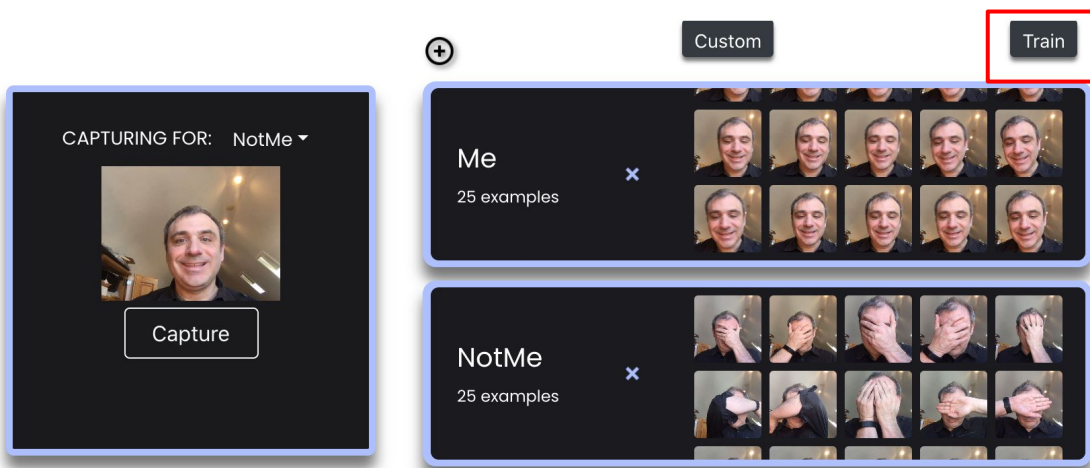 Custom
Train
CAPTURING FOR: NotMe
Capture
Me
25 examples
NotMe
25 examples